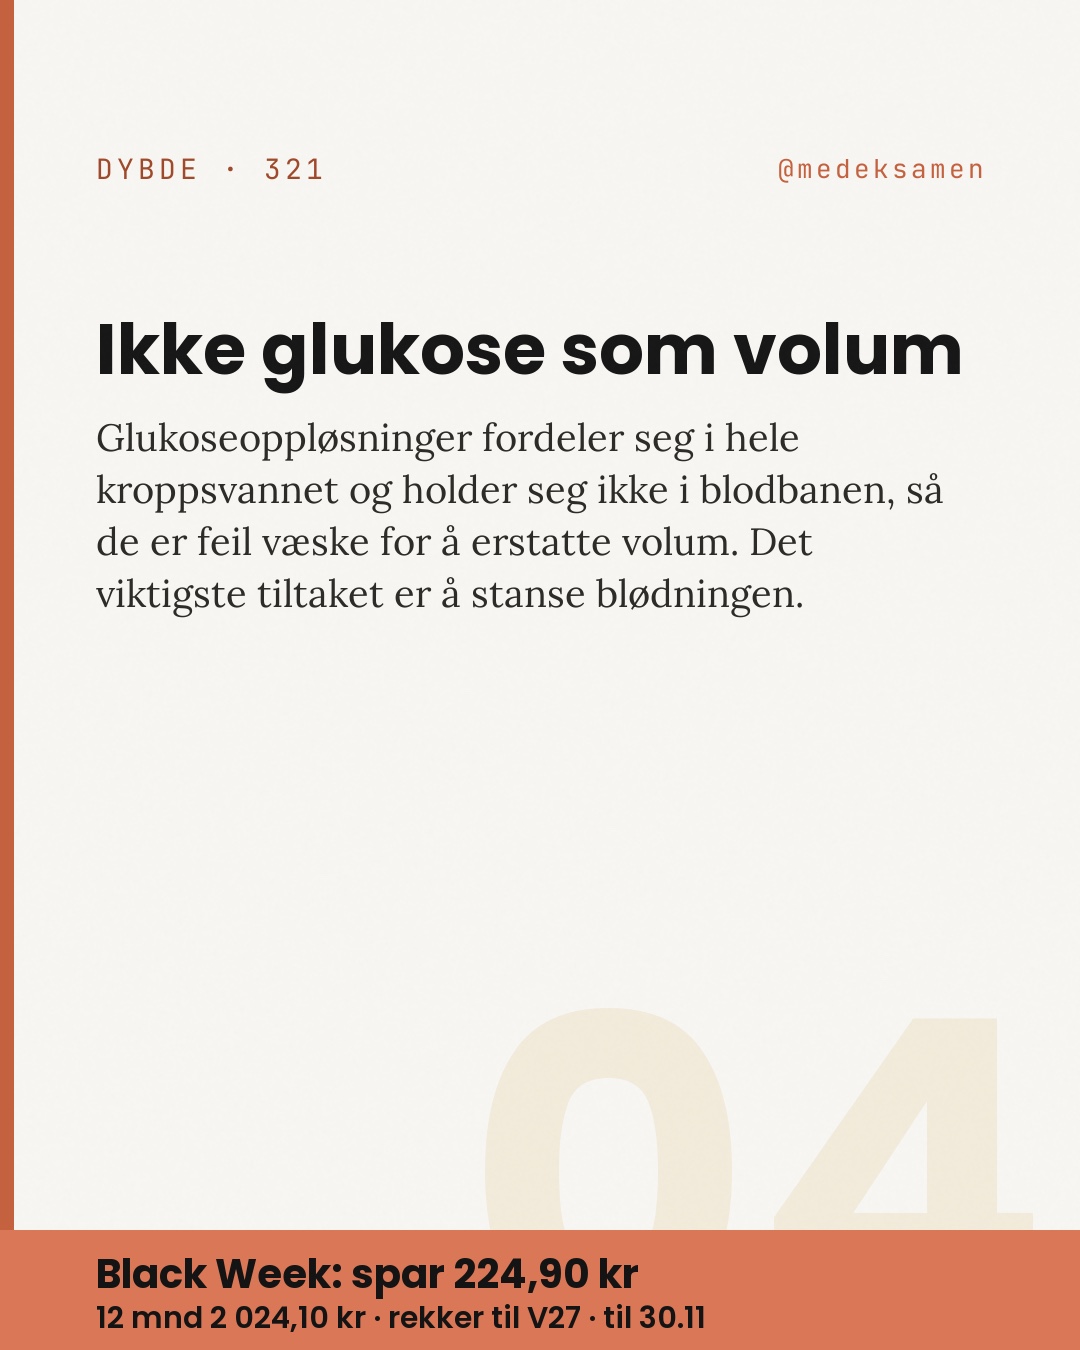 DYBDE · 321
@medeksamen
Ikke glukose som volum
Glukoseoppløsninger fordeler seg i hele
kroppsvannet og holder seg ikke i blodbanen, så
de er feil væske for å erstatte volum. Det
viktigste tiltaket er å stanse blødningen.
04
Black Week: spar 224,90 kr
12 mnd 2 024,10 kr · rekker til V27 · til 30.11